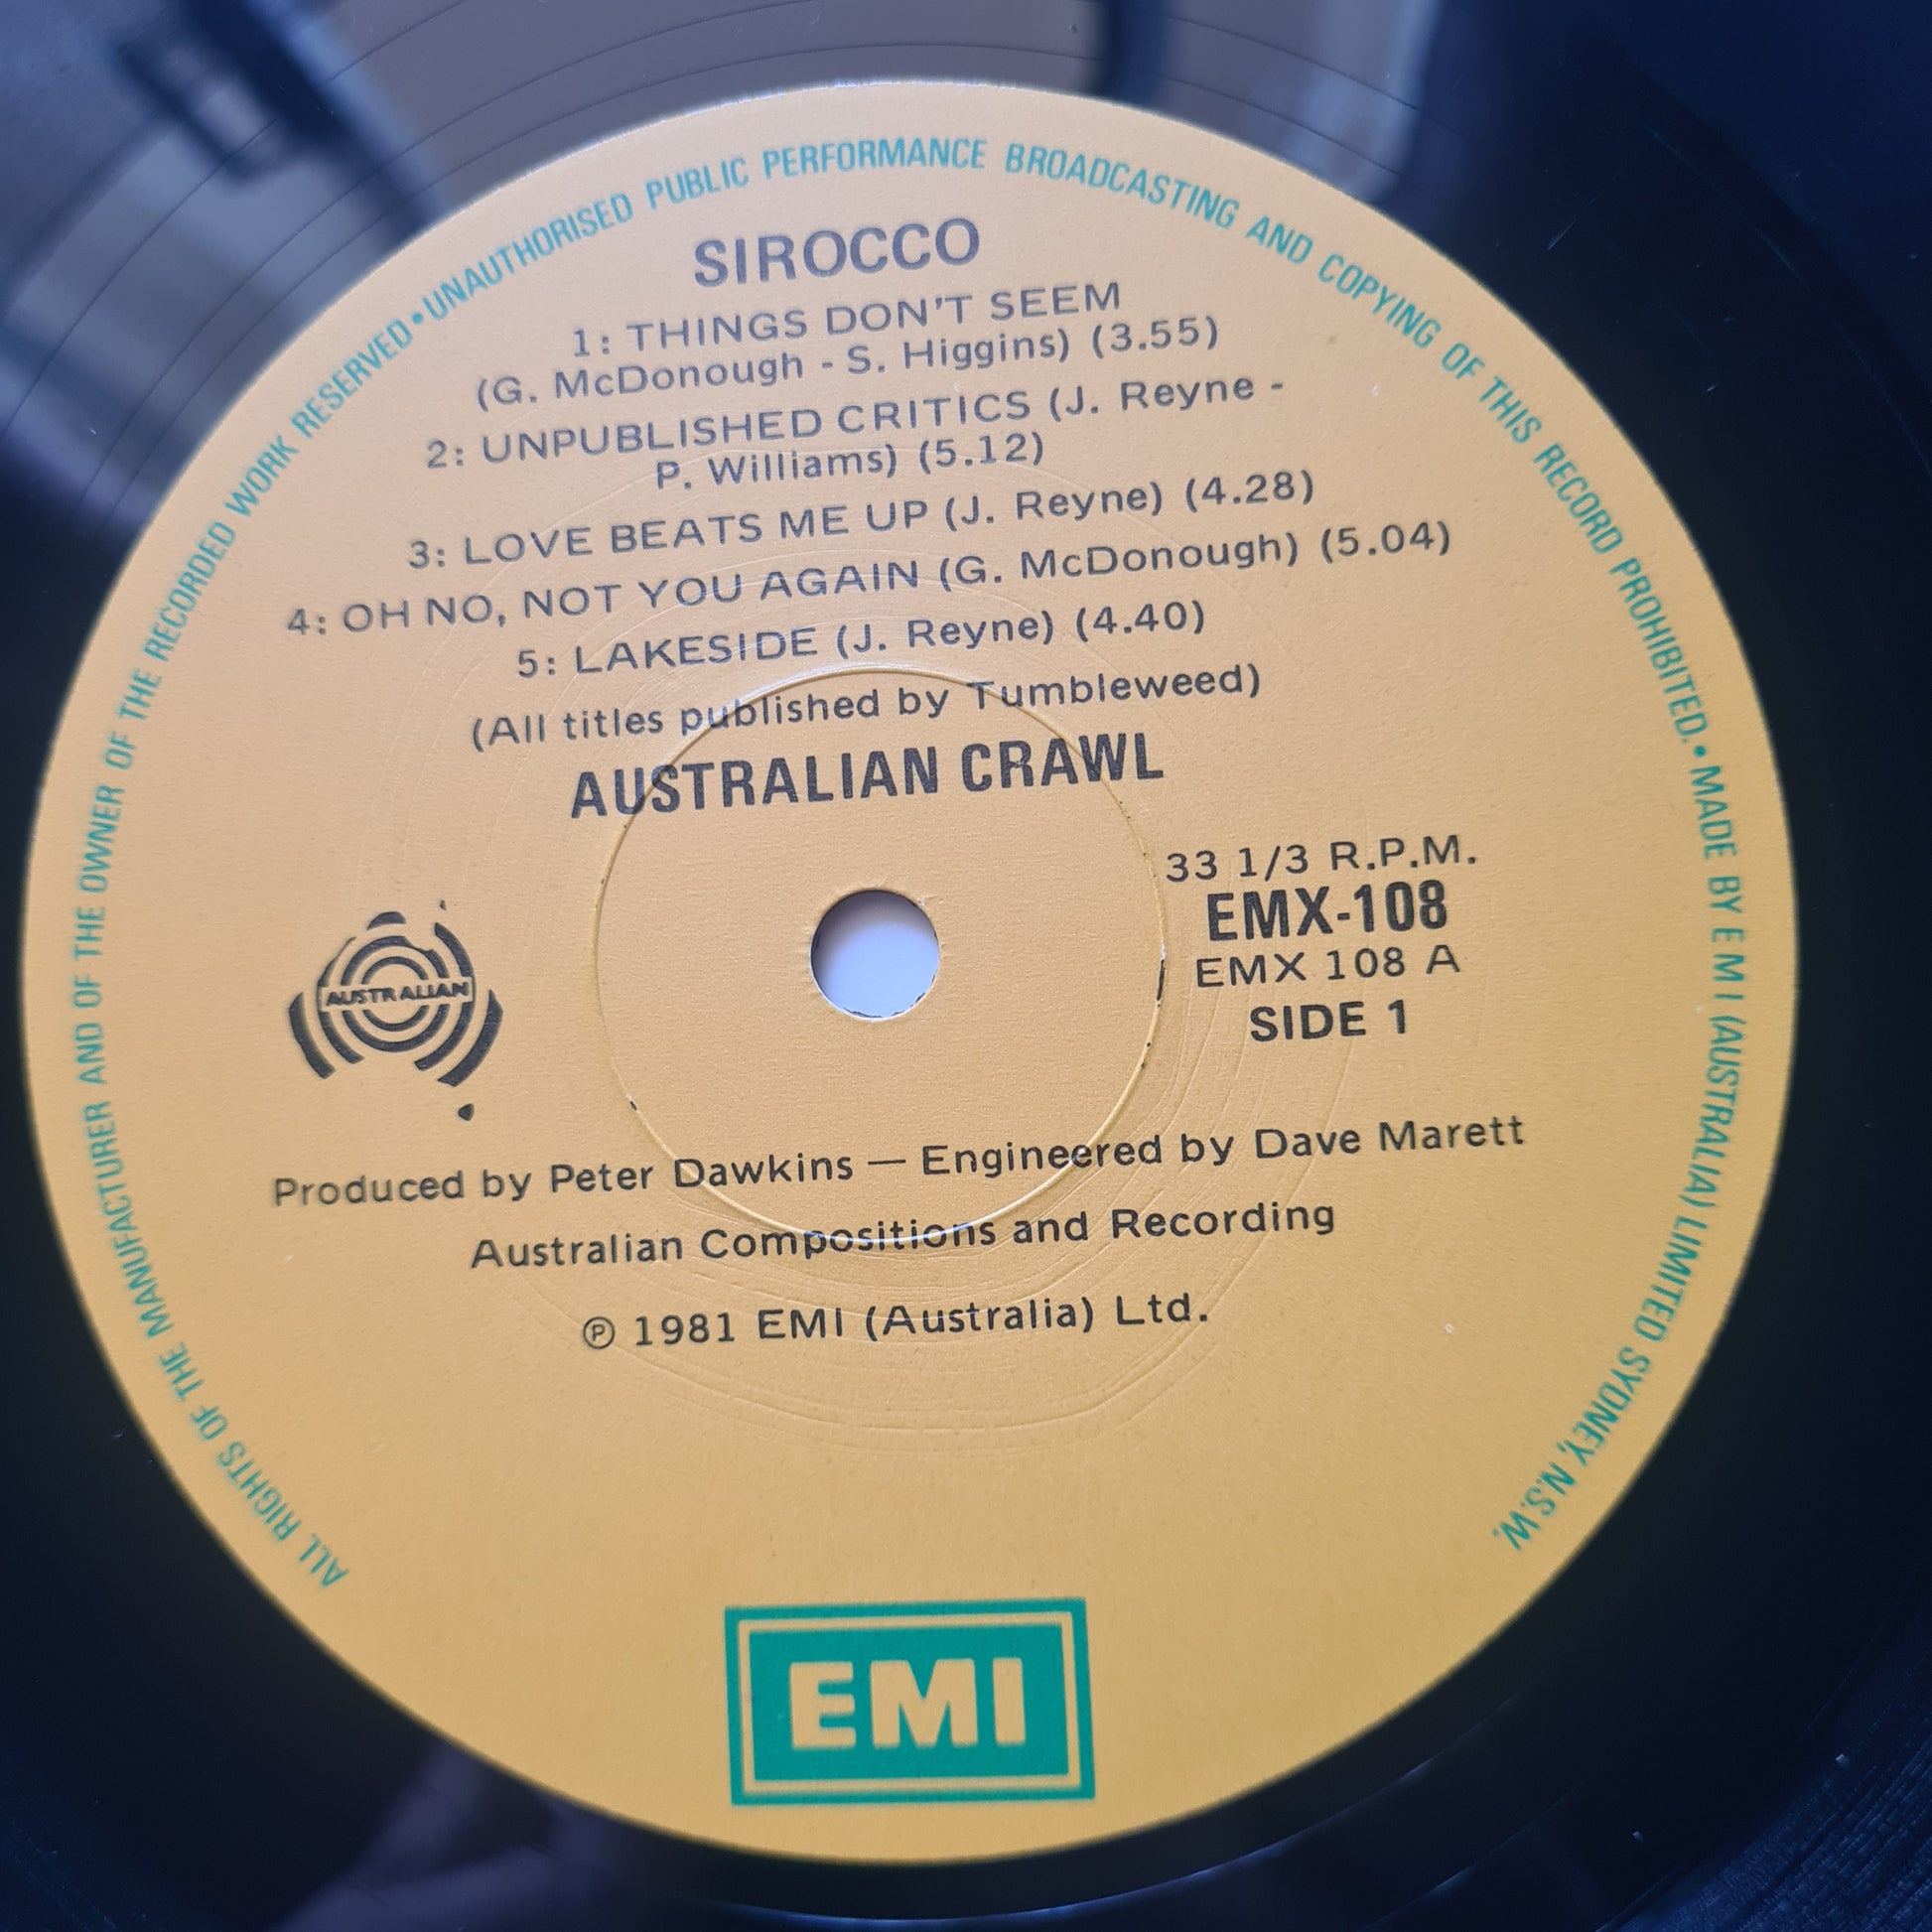 ALL RIGHTS OF THE MANUFACTURER AND OF THE OWNER OF THE RECORDED WORK RESERVED • UNAUTHORISED PUBLIC PERFORMANCE BROADCASTING AND COPYING OF THIS RECORD PROHIBITED. • MADE BY E M I (AUSTRALIA) LIMITED SYDNEY, N.S.W.
SIROCCO
1: THINGS DON'T SEEM
(G. McDonough - S. Higgins) (3.55)
2: UNPUBLISHED CRITICS (J. Reyne -
P. Williams) (5.12)
3: LOVE BEATS ME UP (J. Reyne) (4.28)
4: OH NO, NOT YOU AGAIN (G. McDonough) (5.04)
5: LAKESIDE (J. Reyne) (4.40)
(All titles published by Tumbleweed)
AUSTRALIAN CRAWL
33 1/3 R.P.M.
EMX-108
EMX 108 A
SIDE 1
AUSTRALIAN
Produced by Peter Dawkins — Engineered by Dave Marett
Australian Compositions and Recording
℗ 1981 EMI (Australia) Ltd.
EMI